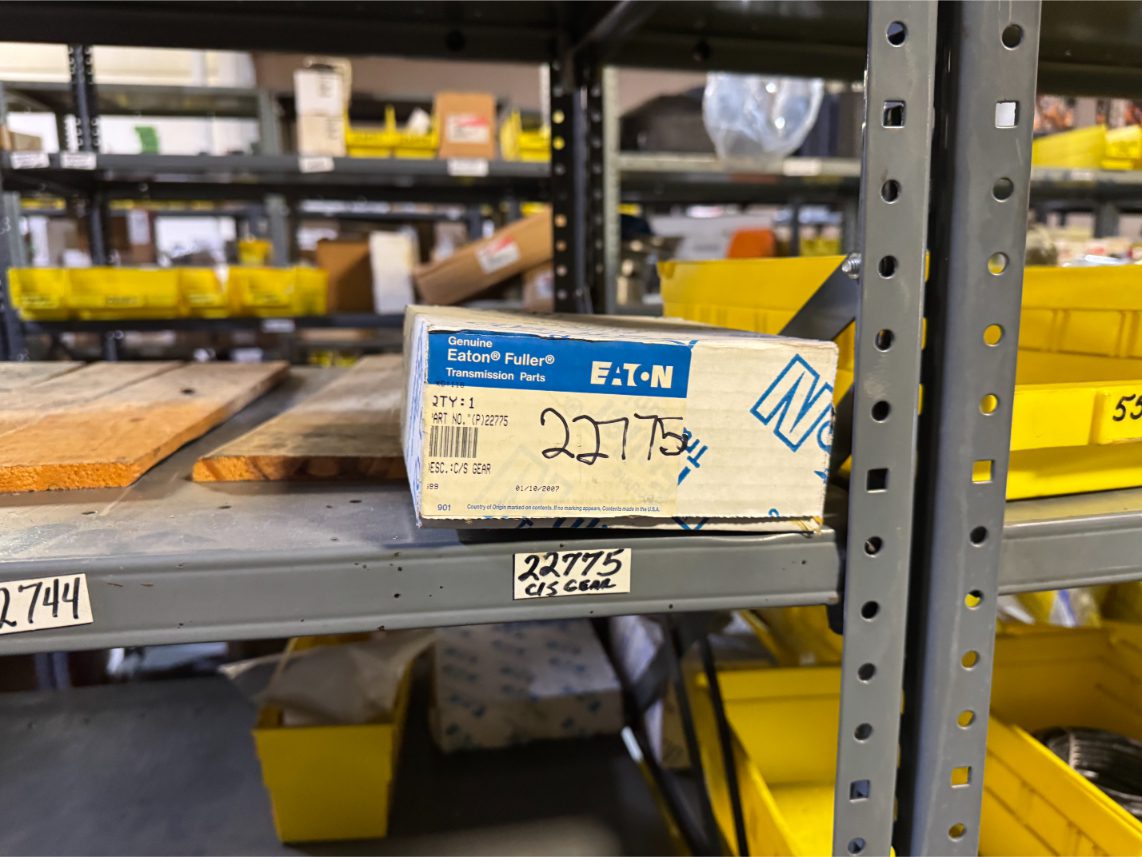 Genuine
Eaton® Fuller®
Transmission Parts
EATON
QTY:1
PART NO. (P)22775
22775
DESC.:C/S GEAR
01/10/2007
901 Country of Origin marked on contents. If no marking appears, Contents made in the U.S.A.
22775
C/S GEAR
2744
55